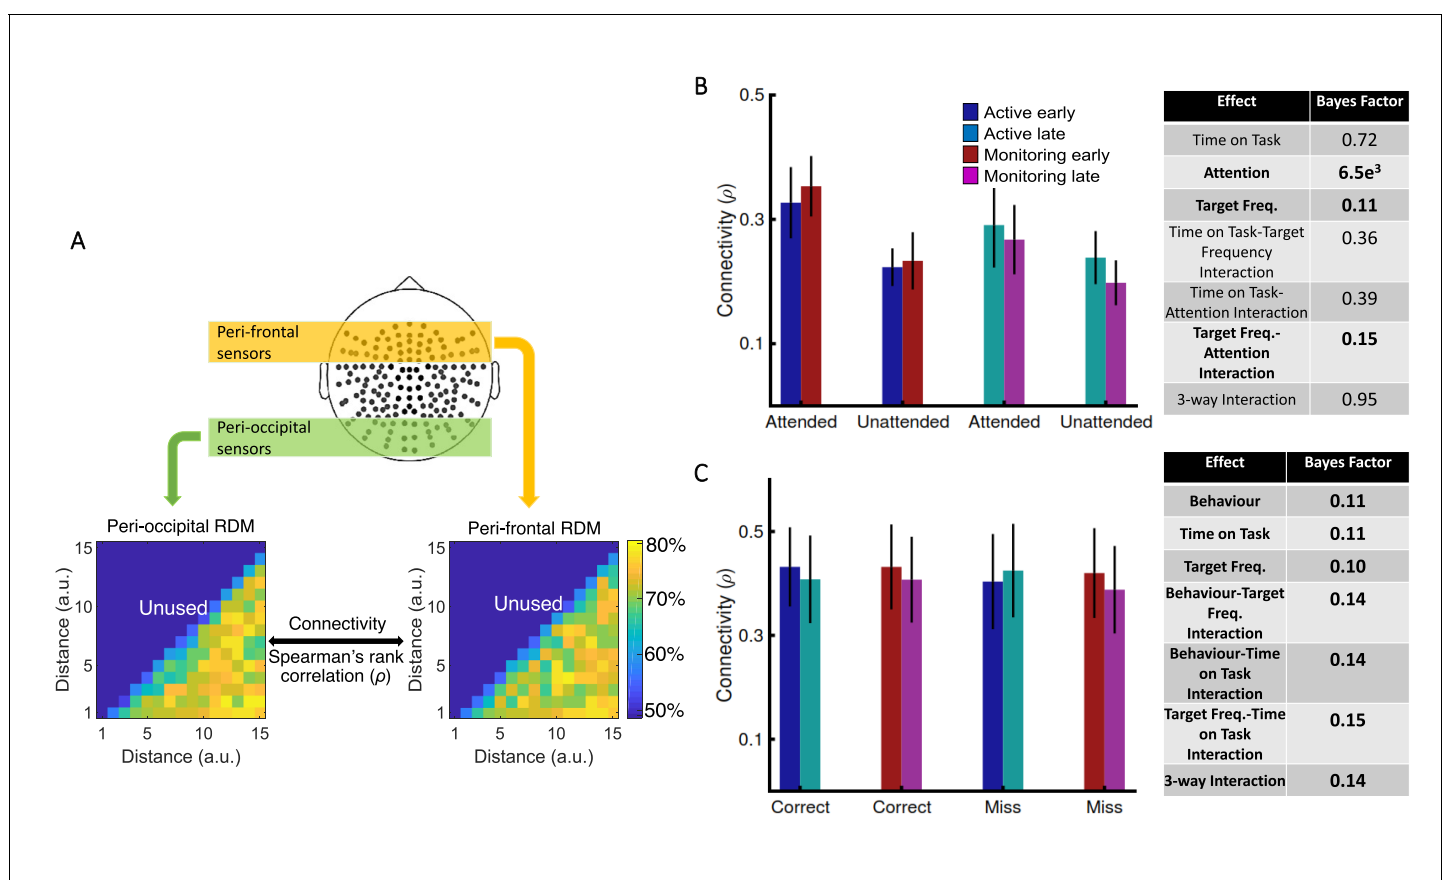 A
Peri-frontal
sensors
Peri-occipital
sensors
Peri-occipital RDM
15
10
5
1
Distance (a.u.)
Unused
1 5 10 15
Distance (a.u.)
Connectivity
Spearman's rank
correlation (ρ)
Peri-frontal RDM
15
10
5
1
Distance (a.u.)
Unused
1 5 10 15
Distance (a.u.)
80%
70%
60%
50%
B
0.5
0.3
0.1
Connectivity (ρ)
Active early
Active late
Monitoring early
Monitoring late
Attended Unattended Attended Unattended
Effect Bayes Factor
Time on Task 0.72
Attention 6.5e³
Target Freq. 0.11
Time on Task-Target 0.36
Frequency
Interaction
Time on Task- 0.39
Attention Interaction
Target Freq.- 0.15
Attention
Interaction
3-way Interaction 0.95
C
0.5
0.3
0.1
Connectivity (ρ)
Correct Correct Miss Miss
Effect Bayes Factor
Behaviour 0.11
Time on Task 0.11
Target Freq. 0.10
Behaviour-Target 0.14
Freq.
Interaction
Behaviour-Time 0.14
on Task
Interaction
Target Freq.-Time 0.15
on Task
Interaction
3-way Interaction 0.14